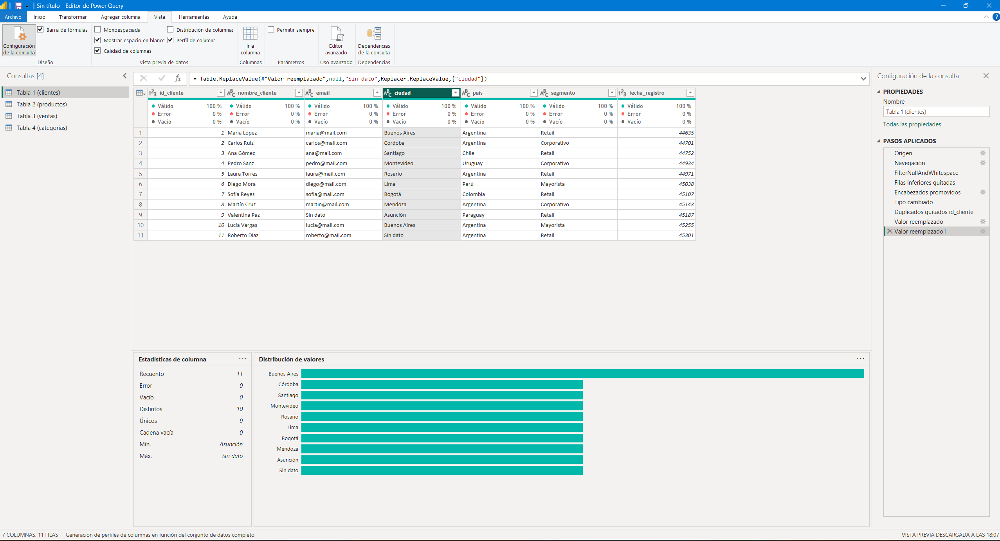 Sin título - Editor de Power Query
Archivo Inicio Transformar Agregar columna Vista Herramientas Ayuda
Configuración de la consulta
Barra de fórmulas
Diseño
Monoespaciada
Mostrar espacio en blanco
Calidad de columnas
Distribución de columnas
Perfil de columna
Vista previa de datos
Ir a columna
Columnas
Permitir siempre
Parámetros
Editor avanzado
Uso avanzado
Dependencias de la consulta
Dependencias
Consultas [4]
Tabla 1 (clientes)
Tabla 2 (productos)
Tabla 3 (ventas)
Tabla 4 (categorias)
fx
= Table.ReplaceValue(#"Valor reemplazado",null,"Sin dato",Replacer.ReplaceValue,{"ciudad"})
123 id_cliente ABC nombre_cliente ABC email ABC ciudad ABC pais ABC segmento 123 fecha_registro
Válido 100 % Válido 100 % Válido 100 % Válido 100 % Válido 100 % Válido 100 % Válido 100 %
Error 0 % Error 0 % Error 0 % Error 0 % Error 0 % Error 0 % Error 0 %
Vacío 0 % Vacío 0 % Vacío 0 % Vacío 0 % Vacío 0 % Vacío 0 % Vacío 0 %
1 1 María López maria@mail.com Buenos Aires Argentina Retail 44635
2 2 Carlos Ruiz carlos@mail.com Córdoba Argentina Corporativo 44701
3 3 Ana Gómez ana@mail.com Santiago Chile Retail 44752
4 4 Pedro Sanz pedro@mail.com Montevideo Uruguay Corporativo 44934
5 5 Laura Torres laura@mail.com Rosario Argentina Retail 44971
6 6 Diego Mora diego@mail.com Lima Perú Mayorista 45038
7 7 Sofía Reyes sofia@mail.com Bogotá Colombia Retail 45107
8 8 Martín Cruz martin@mail.com Mendoza Argentina Corporativo 45143
9 9 Valentina Paz Sin dato Asunción Paraguay Retail 45187
10 10 Lucía Vargas lucia@mail.com Buenos Aires Argentina Mayorista 45255
11 11 Roberto Díaz roberto@mail.com Sin dato Argentina Retail 45301
Estadísticas de columna ...
Recuento 11
Error 0
Vacío 0
Distintos 10
Únicos 9
Cadena vacía 0
Mín. Asunción
Máx. Sin dato
Distribución de valores ...
Buenos Aires
Córdoba
Santiago
Montevideo
Rosario
Lima
Bogotá
Mendoza
Asunción
Sin dato
Configuración de la consulta
PROPIEDADES
Nombre
Tabla 1 (clientes)
Todas las propiedades
PASOS APLICADOS
Origen
Navegación
FilterNullAndWhitespace
Filas inferiores quitadas
Encabezados promovidos
Tipo cambiado
Duplicados quitados id_cliente
Valor reemplazado
Valor reemplazado1
7 COLUMNAS, 11 FILAS Generación de perfiles de columnas en función del conjunto de datos completo
VISTA PREVIA DESCARGADA A LAS 18:07